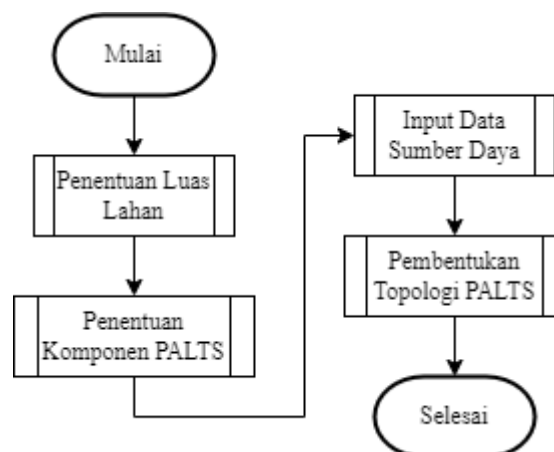 Mulai
Penentuan Luas
Lahan
Penentuan
Komponen PALTS
Input Data
Sumber Daya
Pembentukan
Topologi PALTS
Selesai